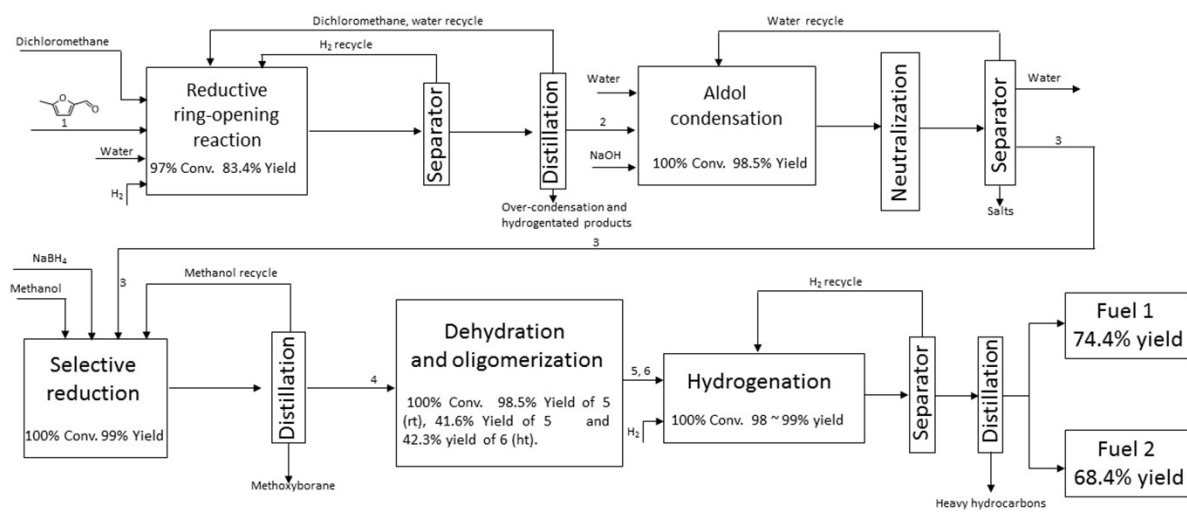 Dichloromethane, water recycle
Water recycle
Dichloromethane
H₂ recycle
O
O
1
Water
H₂
Reductive
ring-opening
reaction
97% Conv. 83.4% Yield
Separator
Distillation
Over-condensation and
hydrogentated products
2
Water
NaOH
Aldol
condensation
100% Conv. 98.5% Yield
Neutralization
Separator
Water
3
Salts
3
NaBH₄
Methanol
3
Methanol recycle
Selective
reduction
100% Conv. 99% Yield
Distillation
Methoxyborane
4
Dehydration
and oligomerization
100% Conv. 98.5% Yield of 5
(rt), 41.6% Yield of 5 and
42.3% yield of 6 (ht).
5, 6
H₂
H₂ recycle
Hydrogenation
100% Conv. 98 ~ 99% yield
Separator
Distillation
Heavy hydrocarbons
Fuel 1
74.4% yield
Fuel 2
68.4% yield